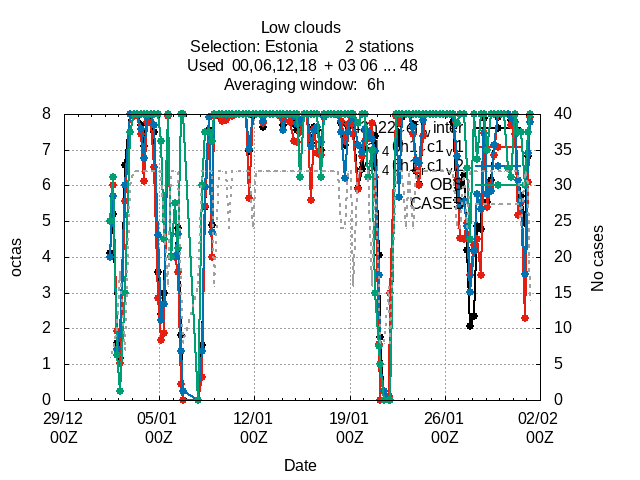 Low clouds
Selection: Estonia 2 stations
Used 00,06,12,18 + 03 06 ... 48
Averaging window: 6h
8 40
7 35
6 30
5 25
4 20
3 15
2 10
1 5
0 0
OBS
CASES
octas
No cases
29/12 05/01 12/01 19/01 26/01 02/02
00Z 00Z 00Z 00Z 00Z 00Z
Date